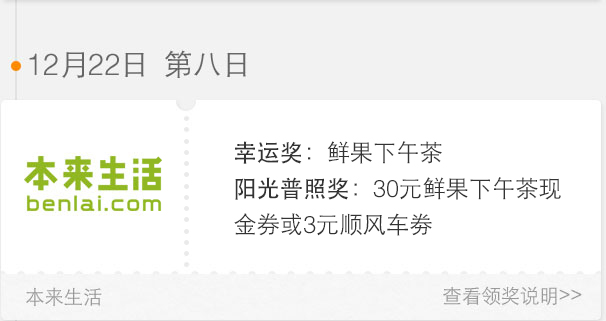 12月22日 第八日
本来生活
benlai.com
幸运奖：鲜果下午茶
阳光普照奖：30元鲜果下午茶现
金券或3元顺风车券
本来生活
查看领奖说明>>